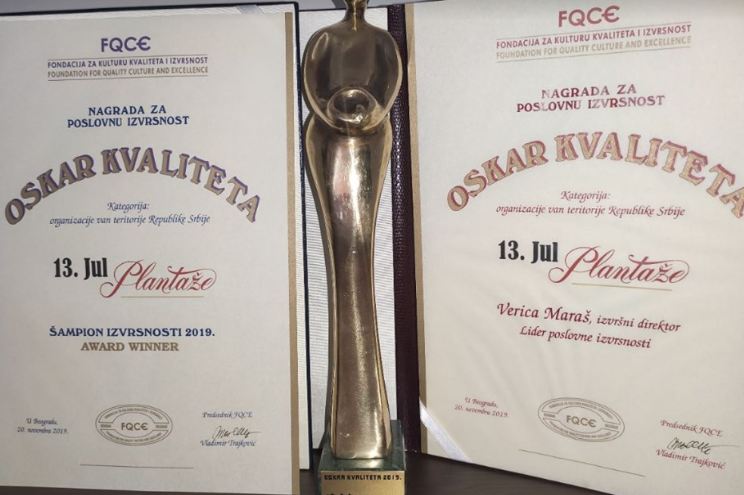 FQCE
FONDACIJA ZA KULTURU KVALITETA I IZVRSNOST
FOUNDATION FOR QUALITY CULTURE AND EXCELLENCE
NAGRADA ZA
POSLOVNU IZVRSNOST
OSKAR KVALITETA
Kategorija:
organizacije van teritorije Republike Srbije
13. Jul Plantaže
ŠAMPION IZVRSNOSTI 2019.
AWARD WINNER
U Beogradu,
20. novembra 2019.
FQCE
Predsednik FQCE
Vladimir Trajković
OSKAR KVALITETA 2019.
FQCE
FONDACIJA ZA KULTURU KVALITETA I IZVRSNOST
FOUNDATION FOR QUALITY CULTURE AND EXCELLENCE
NAGRADA ZA
POSLOVNU IZVRSNOST
OSKAR KVALITETA
Kategorija:
organizacije van teritorije Republike Srbije
13. Jul Plantaže
Verica Maraš, izvršni direktor
Lider poslovne izvrsnosti
U Beogradu,
20. novembra 2019.
FQCE
Predsednik FQCE
Vladimir Trajković